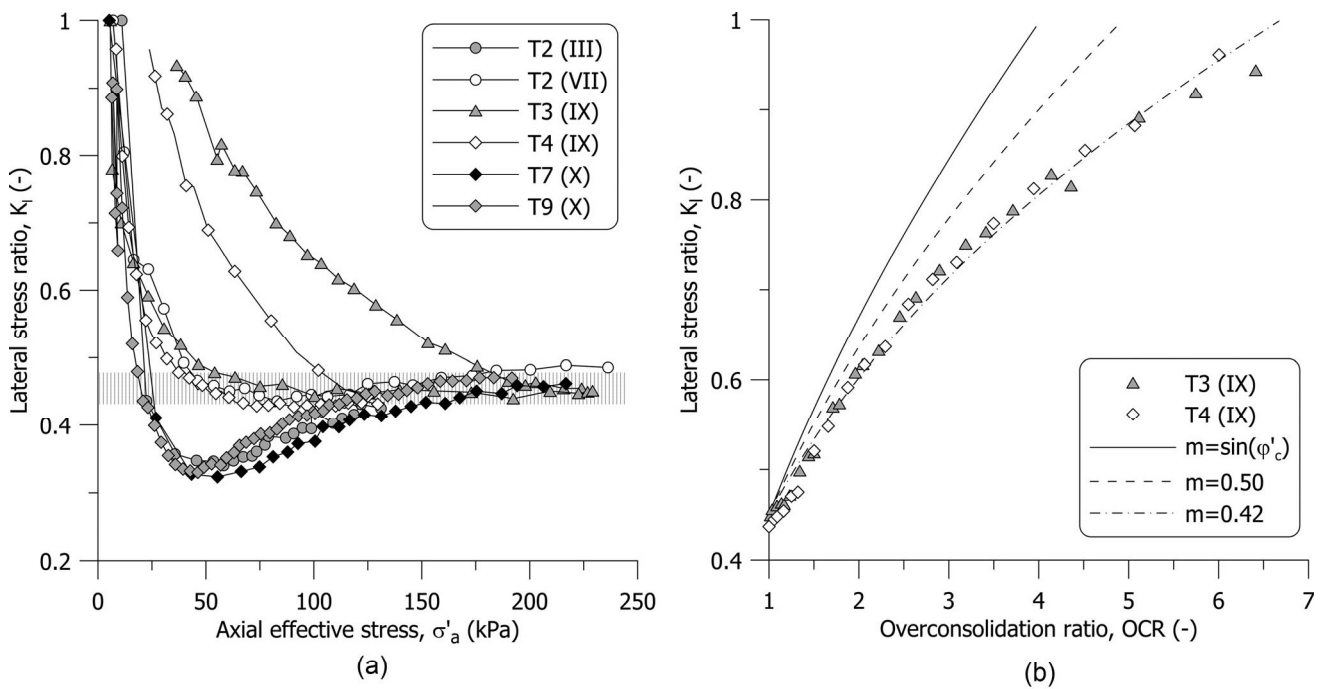 1
0.8
0.6
0.4
0.2
Lateral stress ratio, K_l (-)
0 50 100 150 200 250
Axial effective stress, σ'_a (kPa)
T2 (III)
T2 (VII)
T3 (IX)
T4 (IX)
T7 (X)
T9 (X)
(a)
1
0.8
0.6
0.4
Lateral stress ratio, K_l (-)
1 2 3 4 5 6 7
Overconsolidation ratio, OCR (-)
T3 (IX)
T4 (IX)
m=sin(φ'_c)
m=0.50
m=0.42
(b)